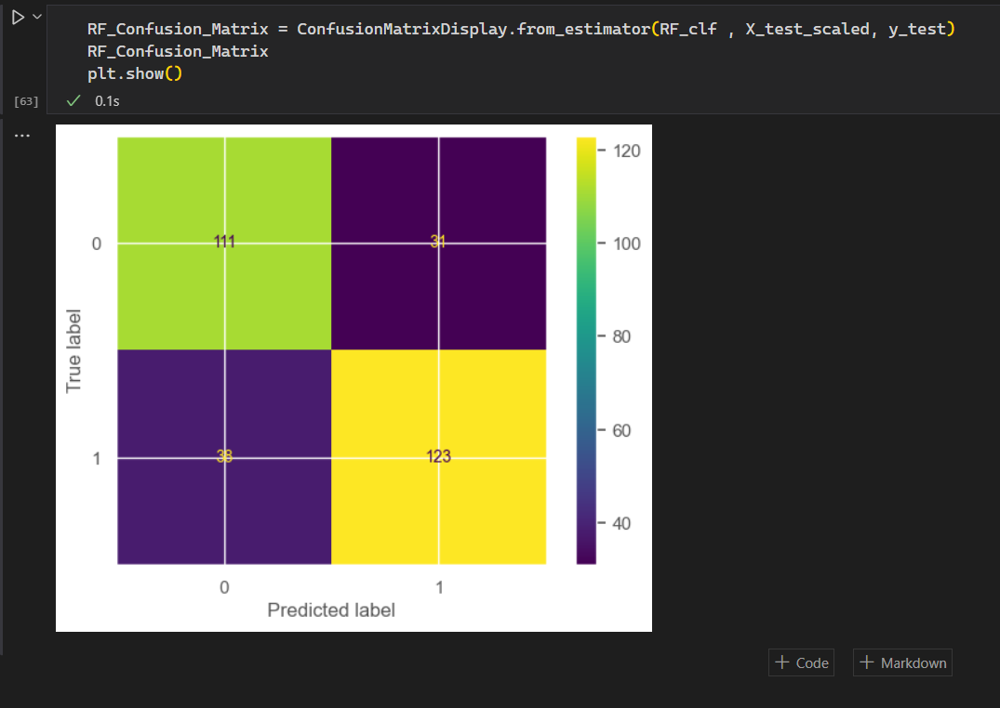 RF_Confusion_Matrix = ConfusionMatrixDisplay.from_estimator(RF_clf , X_test_scaled, y_test)
RF_Confusion_Matrix
plt.show()
[63]
0.1s
...
111
31
0
38
123
1
True label
0
1
Predicted label
120
100
80
60
40
+ Code
+ Markdown